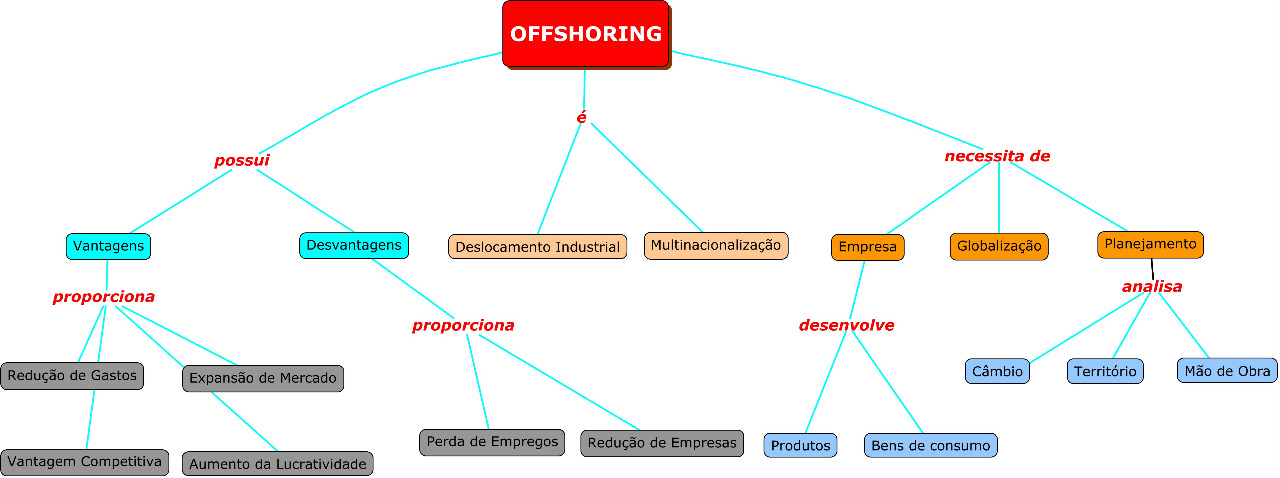 OFFSHORING
é
possui
necessita de
Vantagens
Desvantagens
Deslocamento Industrial
Multinacionalização
Empresa
Globalização
Planejamento
proporciona
proporciona
desenvolve
analisa
Redução de Gastos
Expansão de Mercado
Câmbio
Território
Mão de Obra
Vantagem Competitiva
Aumento da Lucratividade
Perda de Empregos
Redução de Empresas
Produtos
Bens de consumo